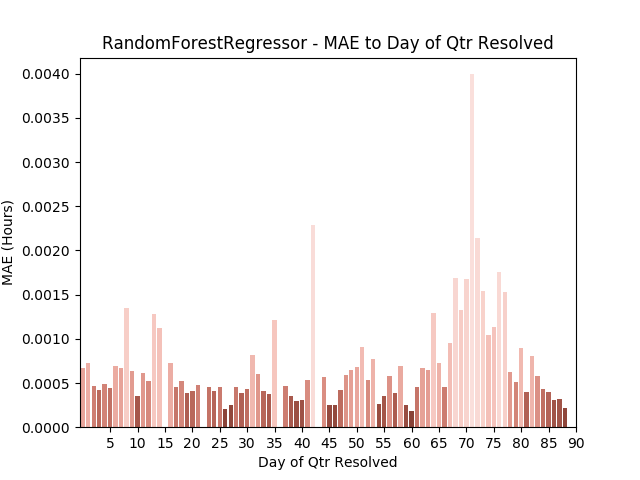 RandomForestRegressor - MAE to Day of Qtr Resolved
0.0040
0.0035
0.0030
0.0025
0.0020
0.0015
0.0010
0.0005
0.0000
MAE (Hours)
5 10 15 20 25 30 35 40 45 50 55 60 65 70 75 80 85 90
Day of Qtr Resolved